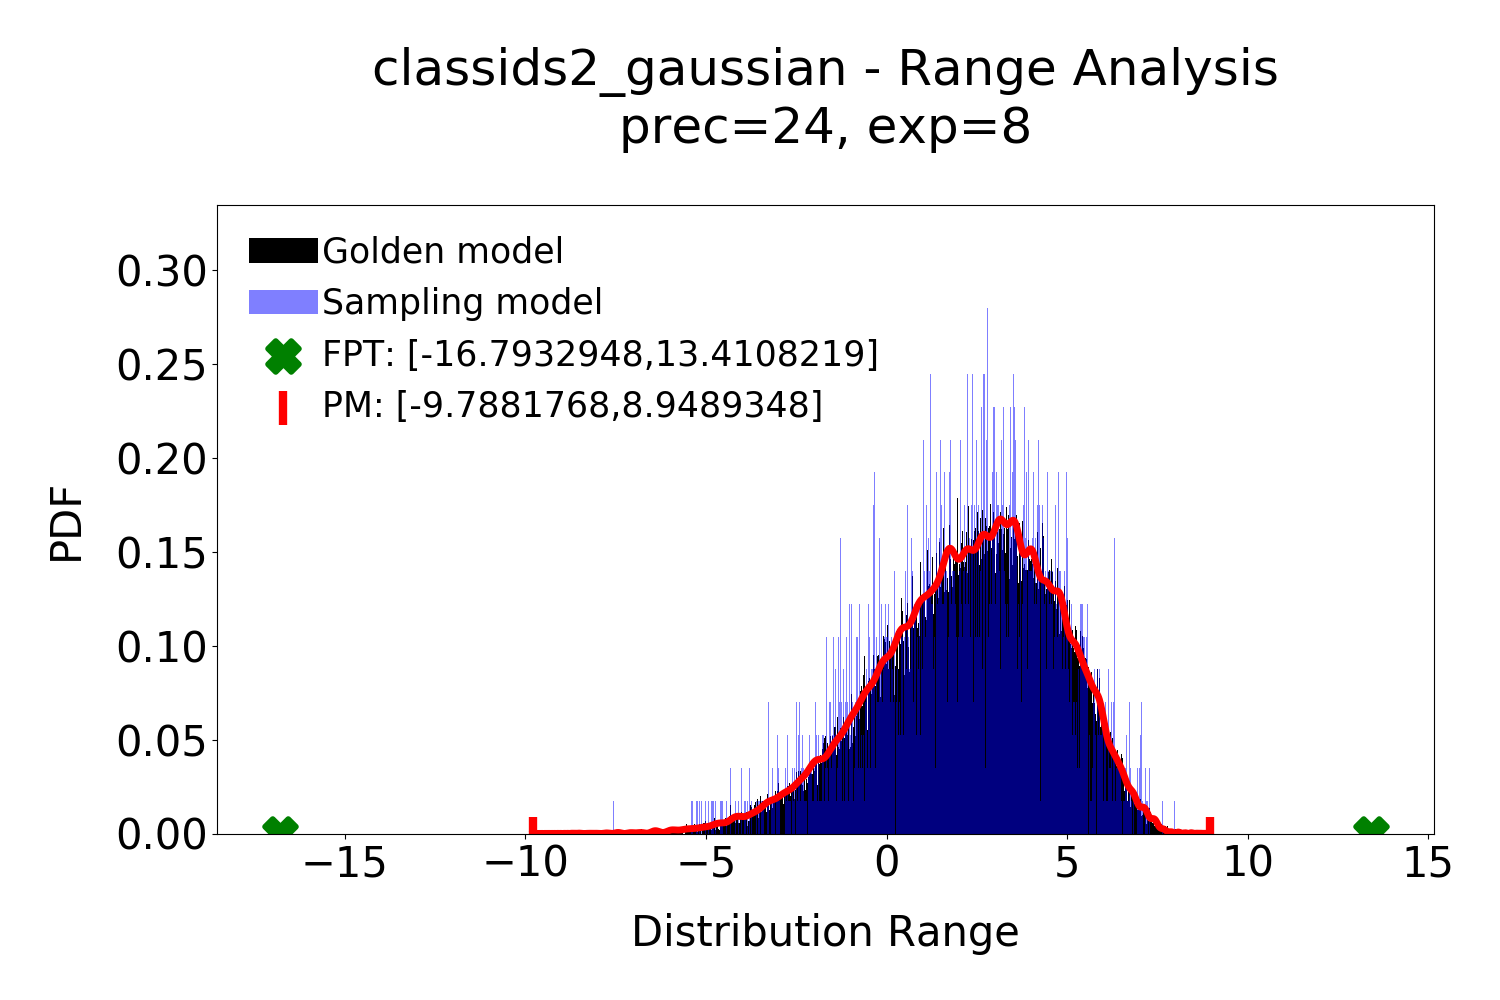 classids2_gaussian - Range Analysis
prec=24, exp=8
Golden model
Sampling model
FPT: [-16.7932948,13.4108219]
PM: [-9.7881768,8.9489348]
PDF
0.30
0.25
0.20
0.15
0.10
0.05
0.00
−15 −10 −5 0 5 10 15
Distribution Range